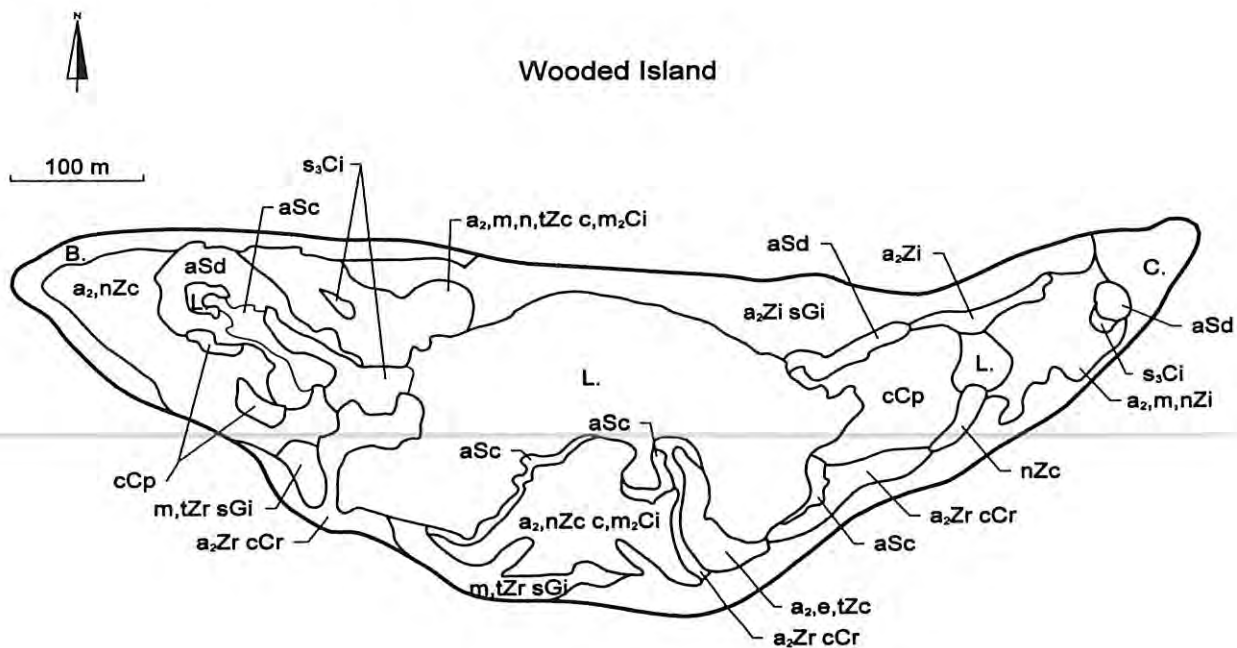 N
Wooded Island
100 m
s₃Ci
aSc
a₂,m,n,tZc c,m₂Ci
aSd
a₂Zi
B.
aSd
C.
a₂,nZc
L
a₂Zi sGi
aSd
L.
L.
s₃Ci
cCp
a₂,m,nZi
aSc
aSc
nZc
cCp
m,tZr sGi
a₂,nZc c,m₂Ci
a₂Zr cCr
a₂Zr cCr
aSc
m,tZr sGi
a₂,e,tZc
a₂Zr cCr